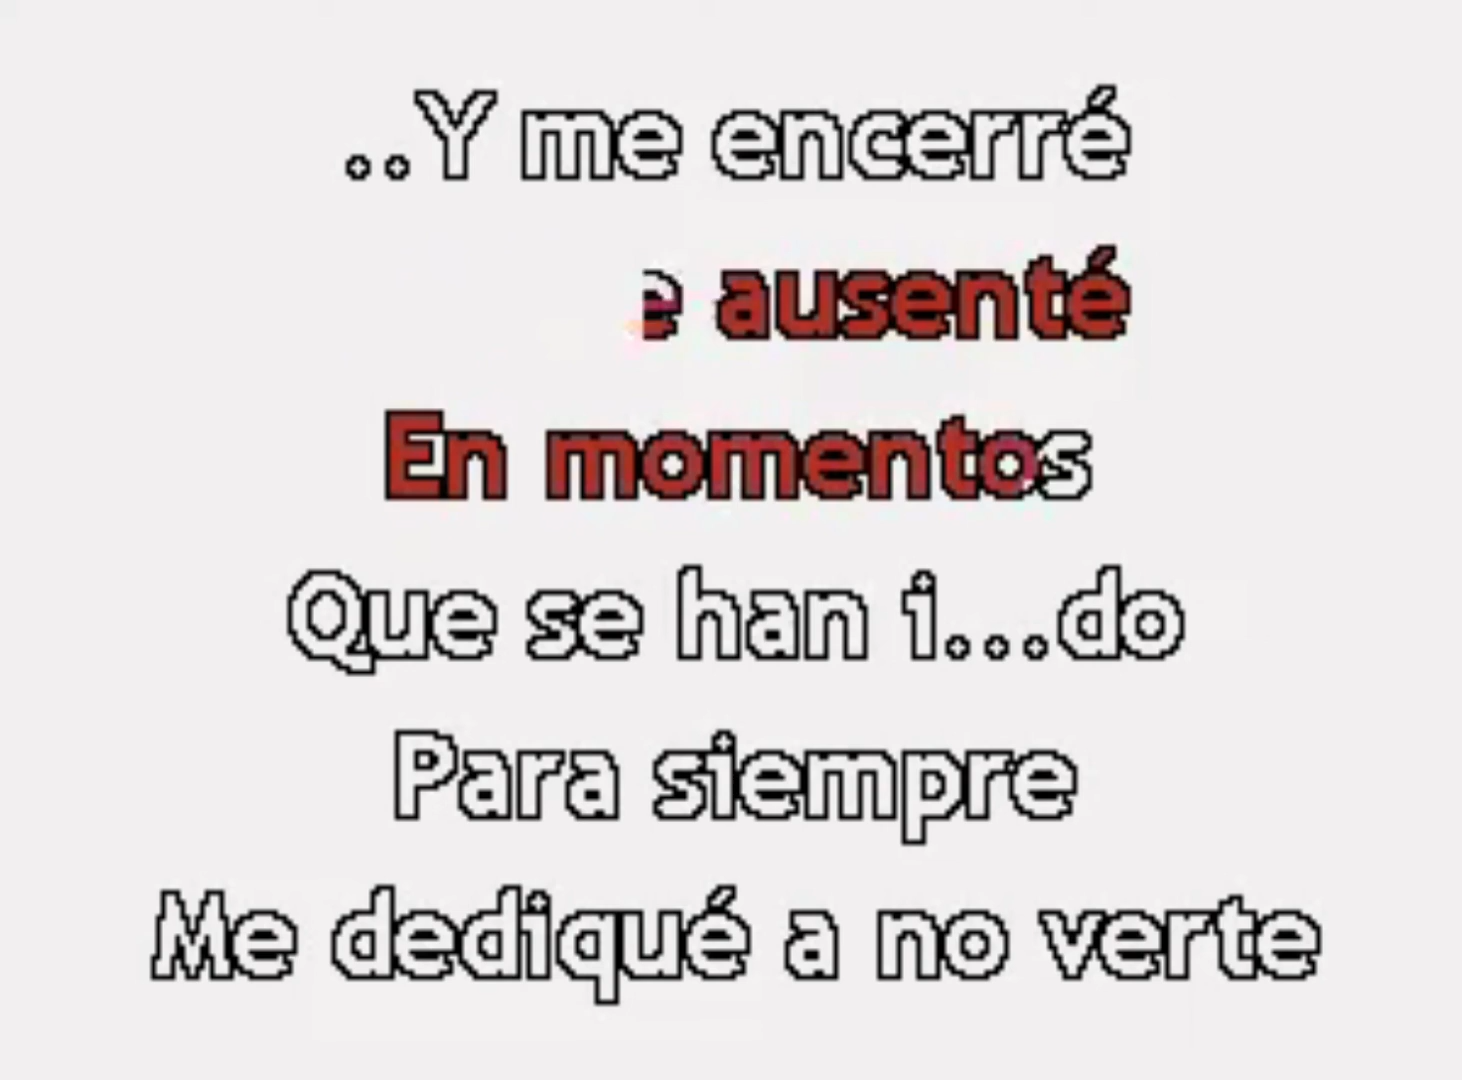 ..Y me encerré
e ausenté
En momentos
Que se han i...do
Para siempre
Me dediqué a no verte